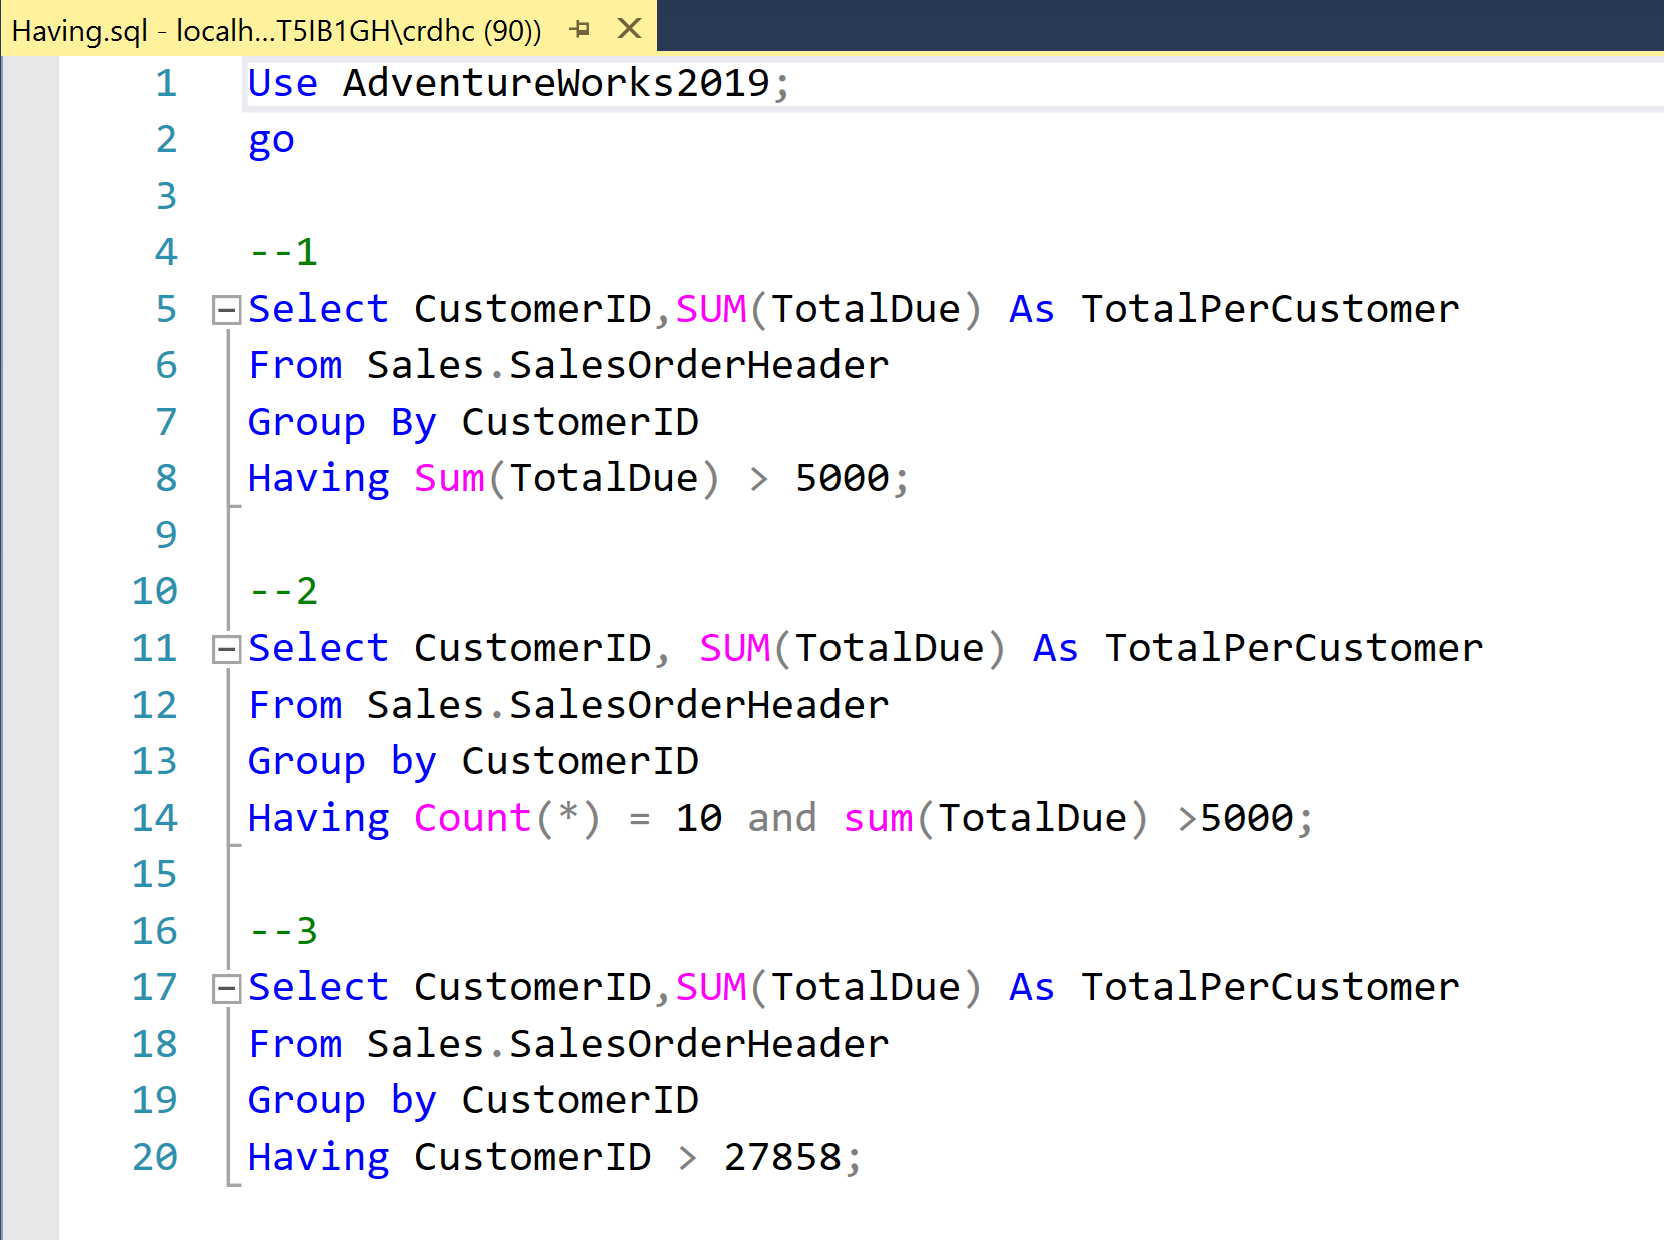 Having.sql - localh...T5IB1GH\crdhc (90))
1 Use AdventureWorks2019;
2 go
3
4 --1
5 Select CustomerID,SUM(TotalDue) As TotalPerCustomer
6 From Sales.SalesOrderHeader
7 Group By CustomerID
8 Having Sum(TotalDue) > 5000;
9
10 --2
11 Select CustomerID, SUM(TotalDue) As TotalPerCustomer
12 From Sales.SalesOrderHeader
13 Group by CustomerID
14 Having Count(*) = 10 and sum(TotalDue) >5000;
15
16 --3
17 Select CustomerID,SUM(TotalDue) As TotalPerCustomer
18 From Sales.SalesOrderHeader
19 Group by CustomerID
20 Having CustomerID > 27858;